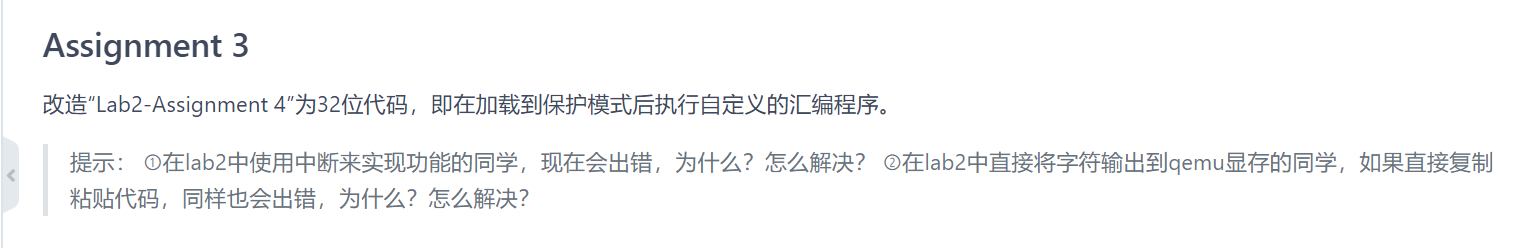 Assignment 3
改造“Lab2-Assignment 4”为32位代码，即在加载到保护模式后执行自定义的汇编程序。
提示： ①在lab2中使用中断来实现功能的同学，现在会出错，为什么？怎么解决？ ②在lab2中直接将字符输出到qemu显存的同学，如果直接复制
粘贴代码，同样也会出错，为什么？怎么解决？